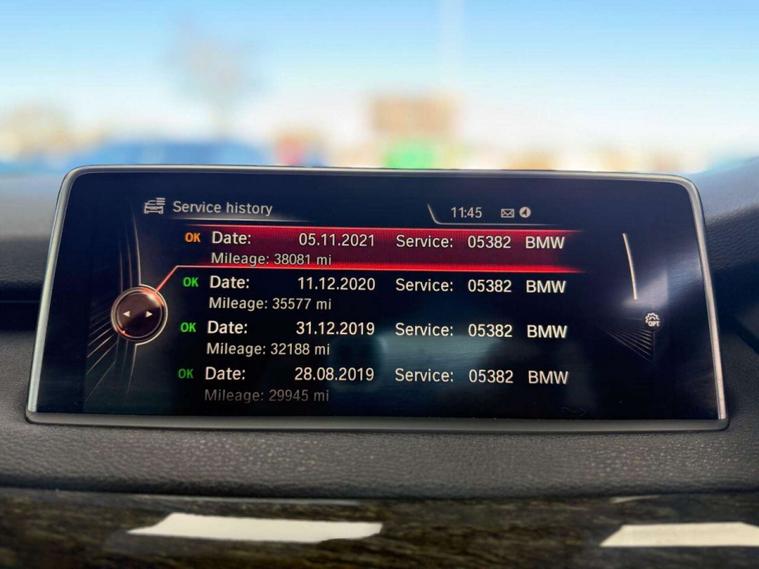 Service history 11:45
OK Date: 05.11.2021 Service: 05382 BMW
Mileage: 38081 mi
OK Date: 11.12.2020 Service: 05382 BMW
Mileage: 35577 mi
OK Date: 31.12.2019 Service: 05382 BMW
Mileage: 32188 mi
OK Date: 28.08.2019 Service: 05382 BMW
Mileage: 29945 mi
OPT